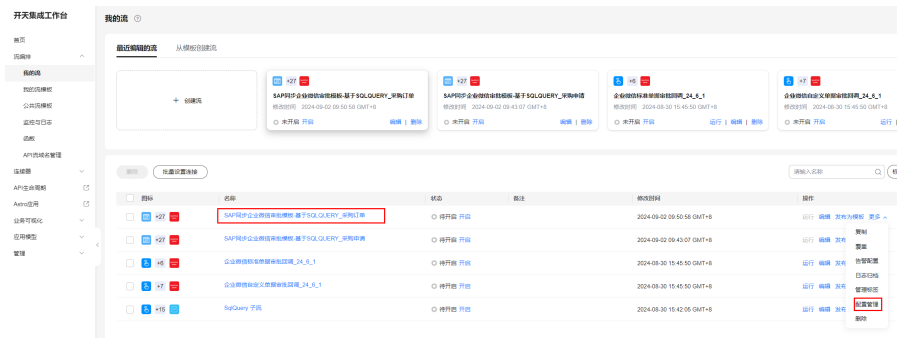 开天集成工作台
我的流
首页
流编排
我的流
我的流模板
公共流模板
监控与日志
函数
API流域名管理
连接器
API生命周期
Astro应用
业务可视化
应用模型
管理
最近编辑的流 从模板创建流
+ 创建流
+27
SAP同步企业微信审批模板-基于SQLQUERY_采购订单
修改时间 2024-09-02 09:50:58 GMT+8
未开启 开启 编辑 | 删除
+27
SAP同步企业微信审批模板-基于SQLQUERY_采购申请
修改时间 2024-09-02 09:43:07 GMT+8
未开启 开启 编辑 | 删除
+6
企业微信标准单据审批回调_24_6_1
修改时间 2024-08-30 15:45:50 GMT+8
未开启 开启 运行 | 编辑 | 删除
+7
企业微信自定义单据审批回调_24_6_1
修改时间 2024-08-30 15:45:50 GMT+8
未开启 开启 运行 |
删除 批量设置连接 请输入名称
图标 名称 状态 备注 修改时间 操作
+27 SAP同步企业微信审批模板-基于SQLQUERY_采购订单 待开启 开启 2024-09-02 09:50:58 GMT+8 运行 编辑 发布为模板 更多
+27 SAP同步企业微信审批模板-基于SQLQUERY_采购申请 待开启 开启 2024-09-02 09:43:07 GMT+8 运行 编辑 发布
+6 企业微信标准单据审批回调_24_6_1 待开启 开启 2024-08-30 15:45:50 GMT+8 运行 编辑 发布
+7 企业微信自定义单据审批回调_24_6_1 待开启 开启 2024-08-30 15:45:50 GMT+8 运行 编辑 发布
+15 SqlQuery 子流 待开启 开启 2024-08-30 15:42:05 GMT+8 运行 编辑 发布
复制
覆盖
告警配置
日志归档
管理标签
配置管理
删除